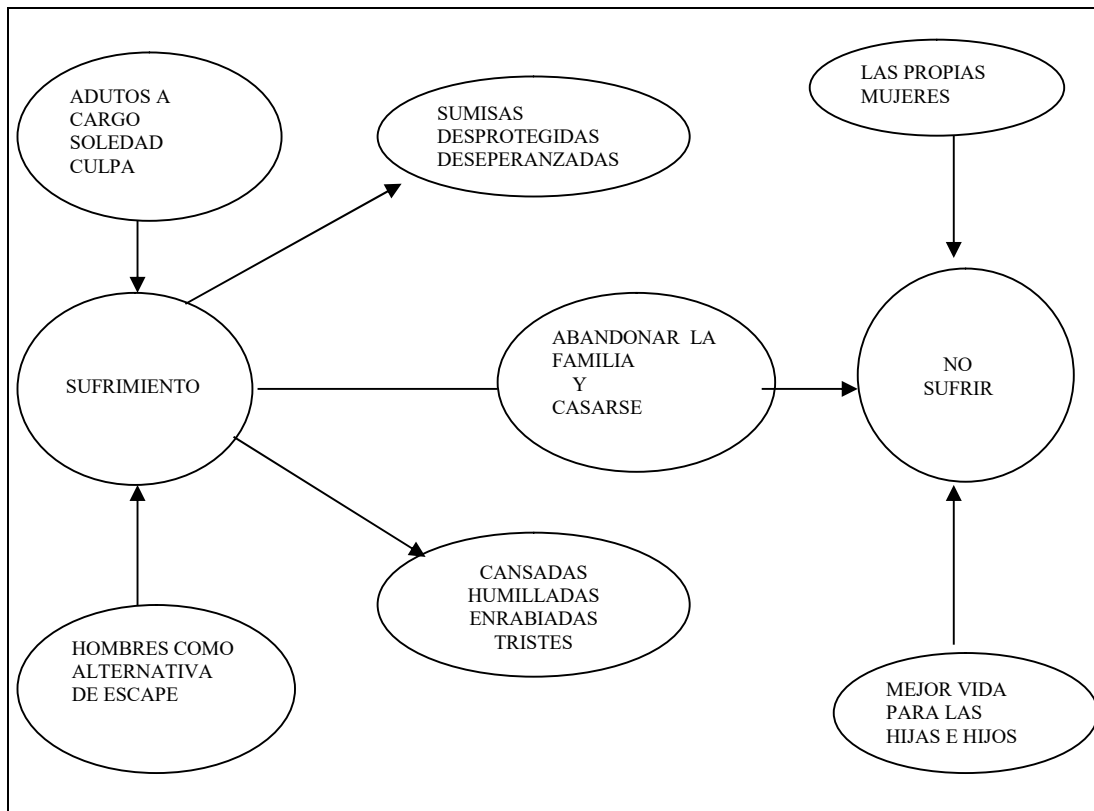 ADUTOS A
CARGO
SOLEDAD
CULPA
SUMISAS
DESPROTEGIDAS
DESEPERANZADAS
LAS PROPIAS
MUJERES
SUFRIMIENTO
ABANDONAR LA
FAMILIA
Y
CASARSE
NO
SUFRIR
CANSADAS
HUMILLADAS
ENRABIADAS
TRISTES
HOMBRES COMO
ALTERNATIVA
DE ESCAPE
MEJOR VIDA
PARA LAS
HIJAS E HIJOS